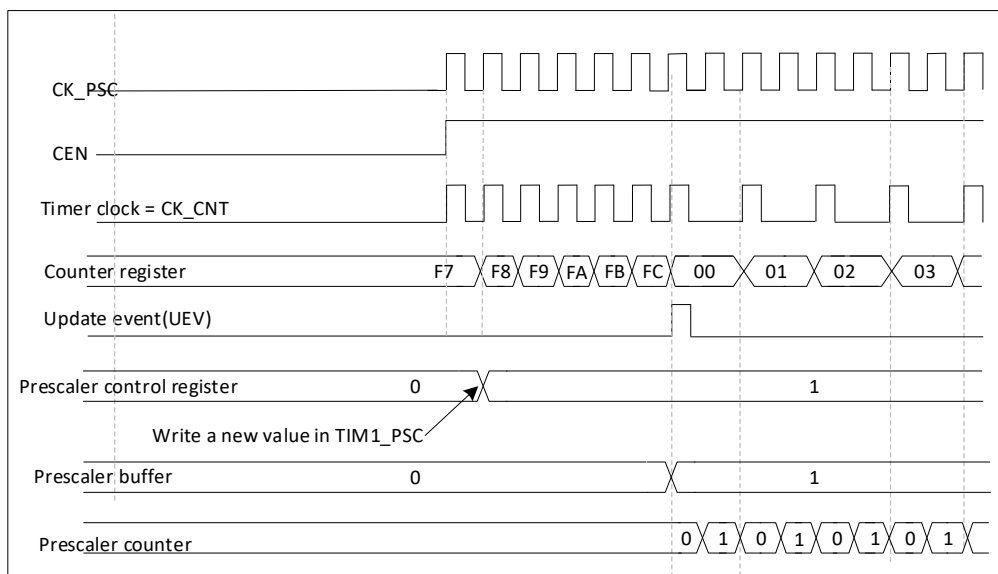 CK_PSC
CEN
Timer clock = CK_CNT
Counter register F7 F8 F9 FA FB FC 00 01 02 03
Update event(UEV)
Prescaler control register 0 1
Write a new value in TIM1_PSC
Prescaler buffer 0 1
Prescaler counter 0 1 0 1 0 1 0 1